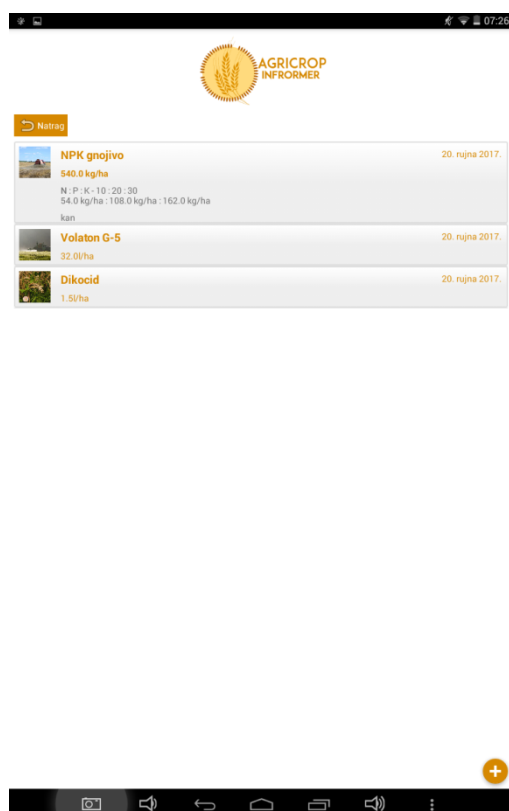 07:26
AGRICROP
INFRORMER
Natrag
NPK gnojivo
20. rujna 2017.
540.0 kg/ha
N : P : K - 10 : 20 : 30
54.0 kg/ha : 108.0 kg/ha : 162.0 kg/ha
kan
Volaton G-5
20. rujna 2017.
32.0l/ha
Dikocid
20. rujna 2017.
1.5l/ha